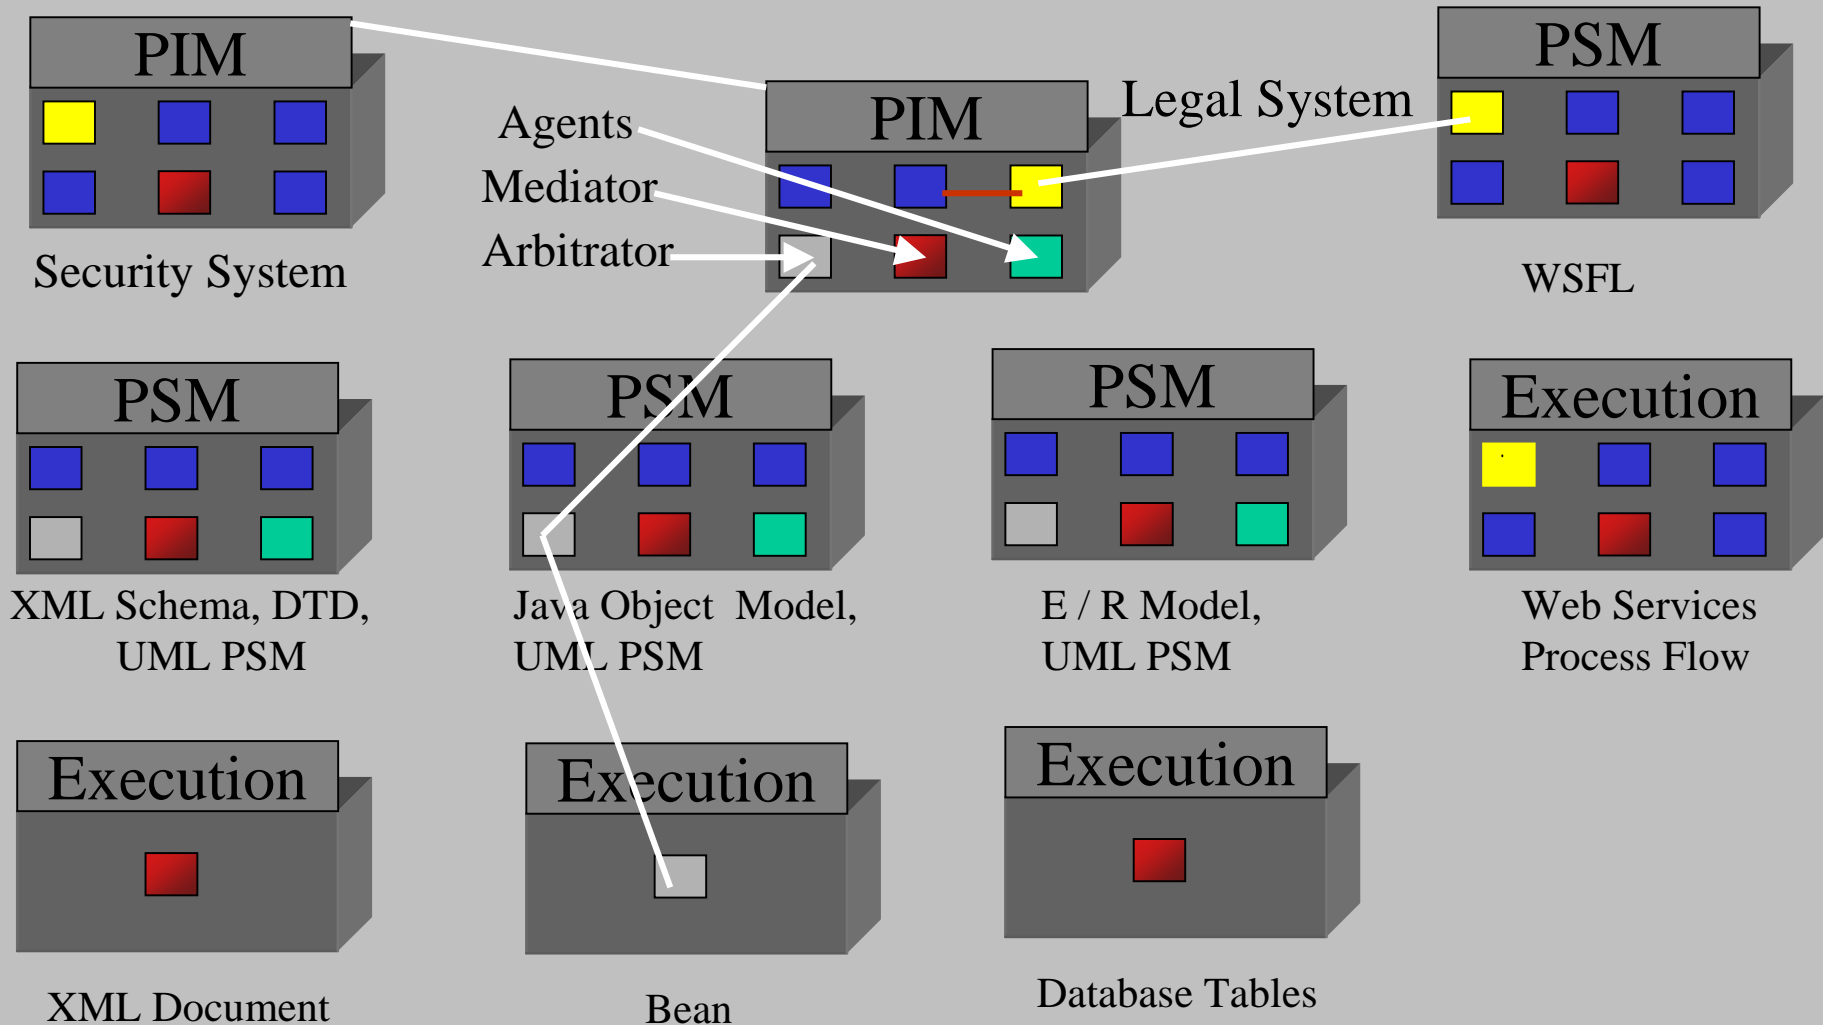 PIM
Security System
Agents
Mediator
Arbitrator
PIM
Legal System
PSM
WSFL
PSM
XML Schema, DTD,
UML PSM
PSM
Java Object Model,
UML PSM
PSM
E / R Model,
UML PSM
Execution
Web Services
Process Flow
Execution
XML Document
Execution
Bean
Execution
Database Tables